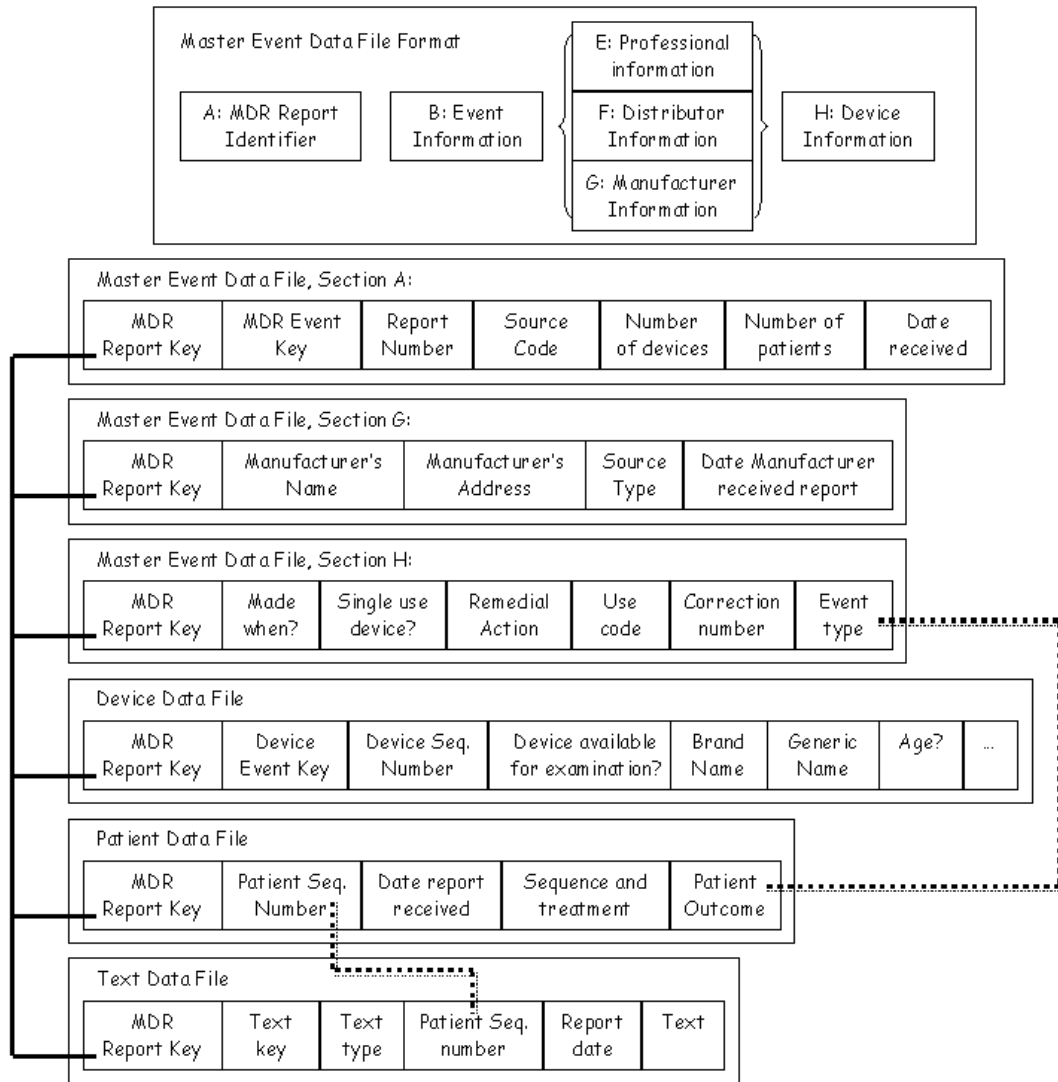 Master Event Data File Format
A: MDR Report
Identifier
B: Event
Information
E: Professional
information
F: Distributor
Information
G: Manufacturer
Information
H: Device
Information
Master Event Data File, Section A:
MDR
Report Key
MDR Event
Key
Report
Number
Source
Code
Number
of devices
Number of
patients
Date
received
Master Event Data File, Section G:
MDR
Report Key
Manufacturer's
Name
Manufacturer's
Address
Source
Type
Date Manufacturer
received report
Master Event Data File, Section H:
MDR
Report Key
Made
when?
Single use
device?
Remedial
Action
Use
code
Correction
number
Event
type
Device Data File
MDR
Report Key
Device
Event Key
Device Seq.
Number
Device available
for examination?
Brand
Name
Generic
Name
Age?
...
Patient Data File
MDR
Report Key
Patient Seq.
Number
Date report
received
Sequence and
treatment
Patient
Outcome
Text Data File
MDR
Report Key
Text
key
Text
type
Patient Seq.
number
Report
date
Text